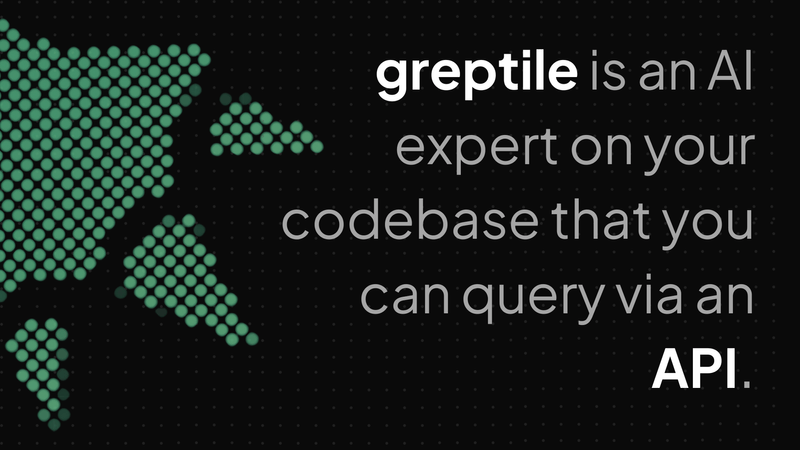 greptile is an AI
expert on your
codebase that you
can query via an
API.